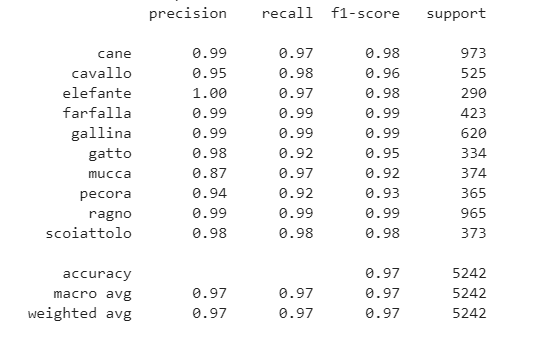 precision recall f1-score support
cane 0.99 0.97 0.98 973
cavallo 0.95 0.98 0.96 525
elefante 1.00 0.97 0.98 290
farfalla 0.99 0.99 0.99 423
gallina 0.99 0.99 0.99 620
gatto 0.98 0.92 0.95 334
mucca 0.87 0.97 0.92 374
pecora 0.94 0.92 0.93 365
ragno 0.99 0.99 0.99 965
scoiattolo 0.98 0.98 0.98 373
accuracy 0.97 5242
macro avg 0.97 0.97 0.97 5242
weighted avg 0.97 0.97 0.97 5242